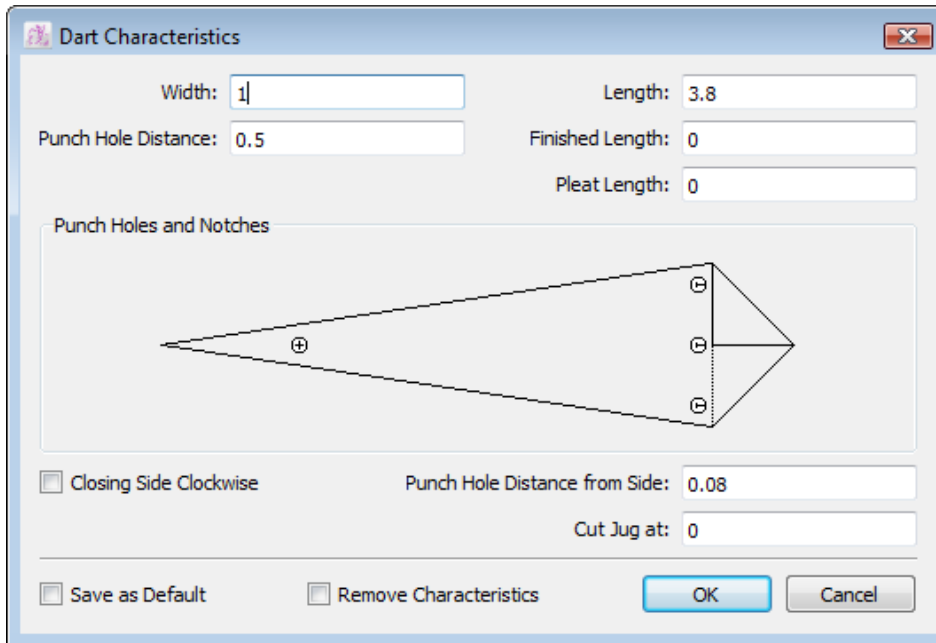 Dart Characteristics
Width: 1 Length: 3.8
Punch Hole Distance: 0.5 Finished Length: 0
Pleat Length: 0
Punch Holes and Notches
Closing Side Clockwise Punch Hole Distance from Side: 0.08
Cut Jug at: 0
Save as Default Remove Characteristics OK Cancel